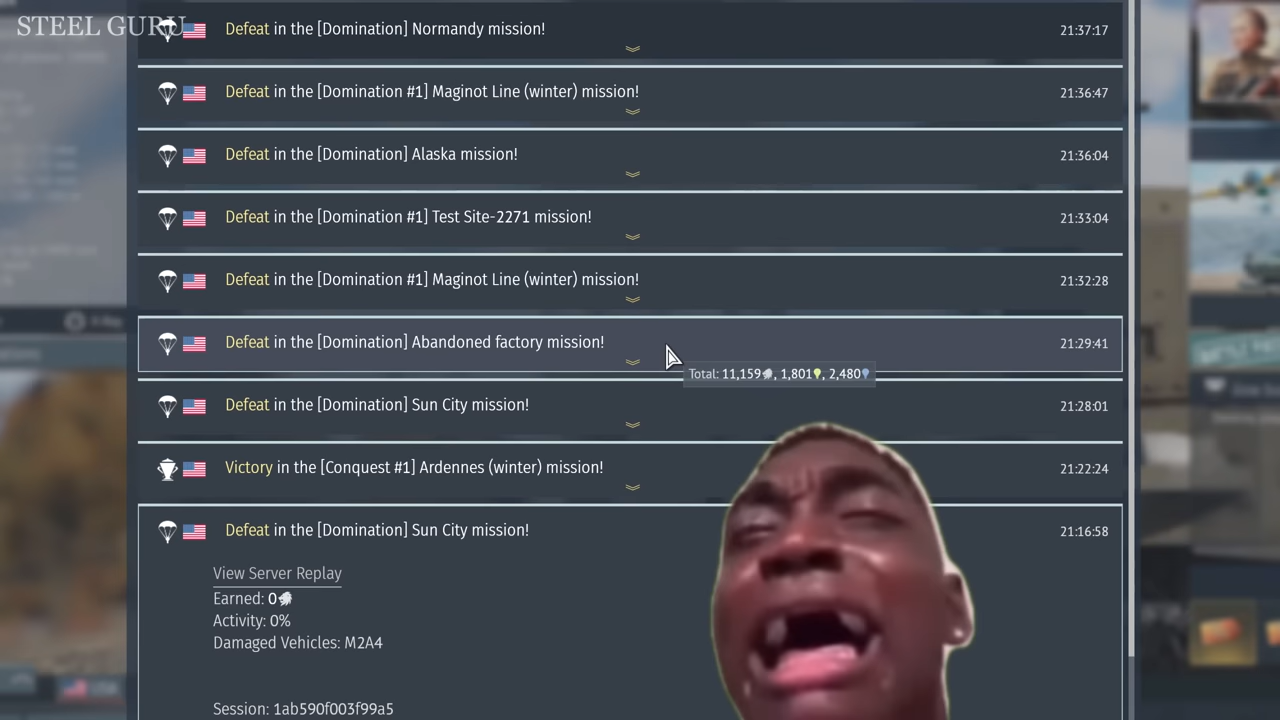 STEEL GURU
Defeat in the [Domination] Normandy mission!
21:37:17
Defeat in the [Domination #1] Maginot Line (winter) mission!
21:36:47
Defeat in the [Domination] Alaska mission!
21:36:04
Defeat in the [Domination #1] Test Site-2271 mission!
21:33:04
Defeat in the [Domination #1] Maginot Line (winter) mission!
21:32:28
Defeat in the [Domination] Abandoned factory mission!
21:29:41
Total: 11,159, 1,801, 2,480
Defeat in the [Domination] Sun City mission!
21:28:01
Victory in the [Conquest #1] Ardennes (winter) mission!
21:22:24
Defeat in the [Domination] Sun City mission!
21:16:58
View Server Replay
Earned: 0
Activity: 0%
Damaged Vehicles: M2A4
Session: 1ab590f003f99a5